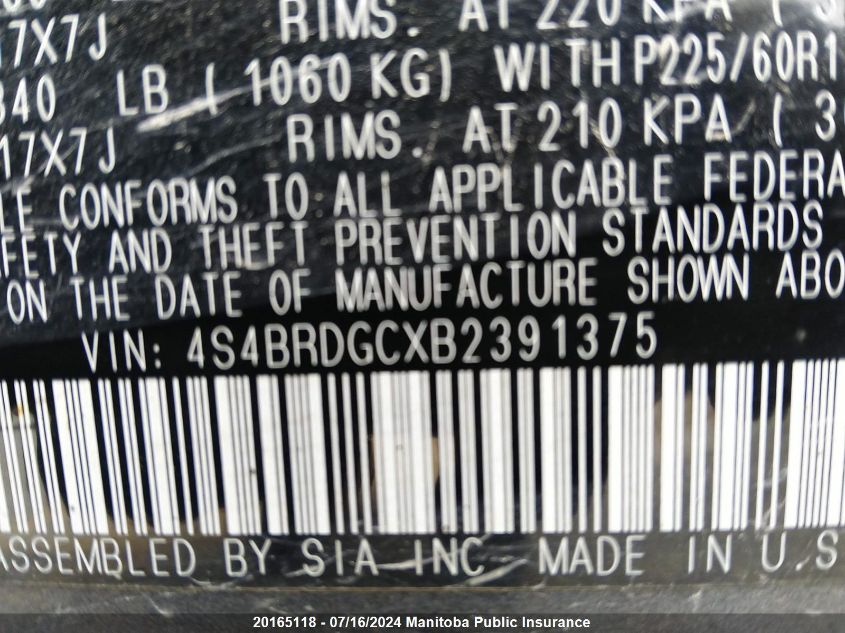 RIMS. AT 220 KPA (
17X7J
340 LB ( 1060 KG) WITH P225/60R1
17X7J RIMS. AT 210 KPA ( 3
LE CONFORMS TO ALL APPLICABLE FEDERA
AFETY AND THEFT PREVENTION STANDARDS
ON THE DATE OF MANUFACTURE SHOWN ABO
VIN: 4S4BRDGCXB2391375
ASSEMBLED BY SIA INC. MADE IN U.S
20165118 - 07/16/2024 Manitoba Public Insurance